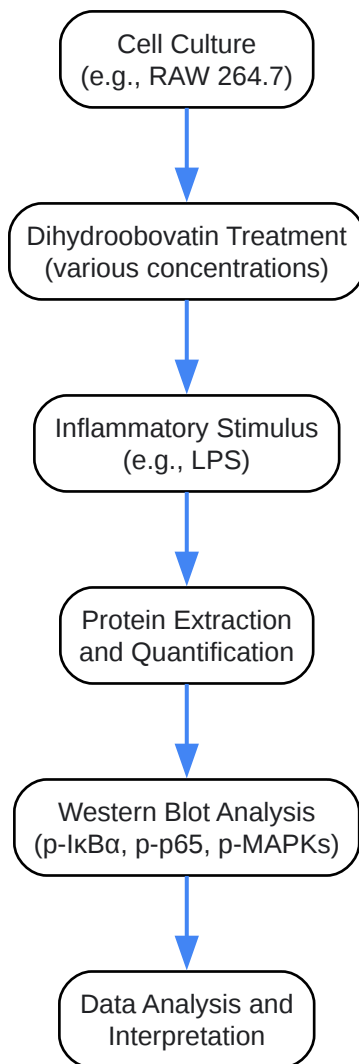 Cell Culture
(e.g., RAW 264.7)
Dihydroobovatin Treatment
(various concentrations)
Inflammatory Stimulus
(e.g., LPS)
Protein Extraction
and Quantification
Western Blot Analysis
(p-IκBα, p-p65, p-MAPKs)
Data Analysis and
Interpretation